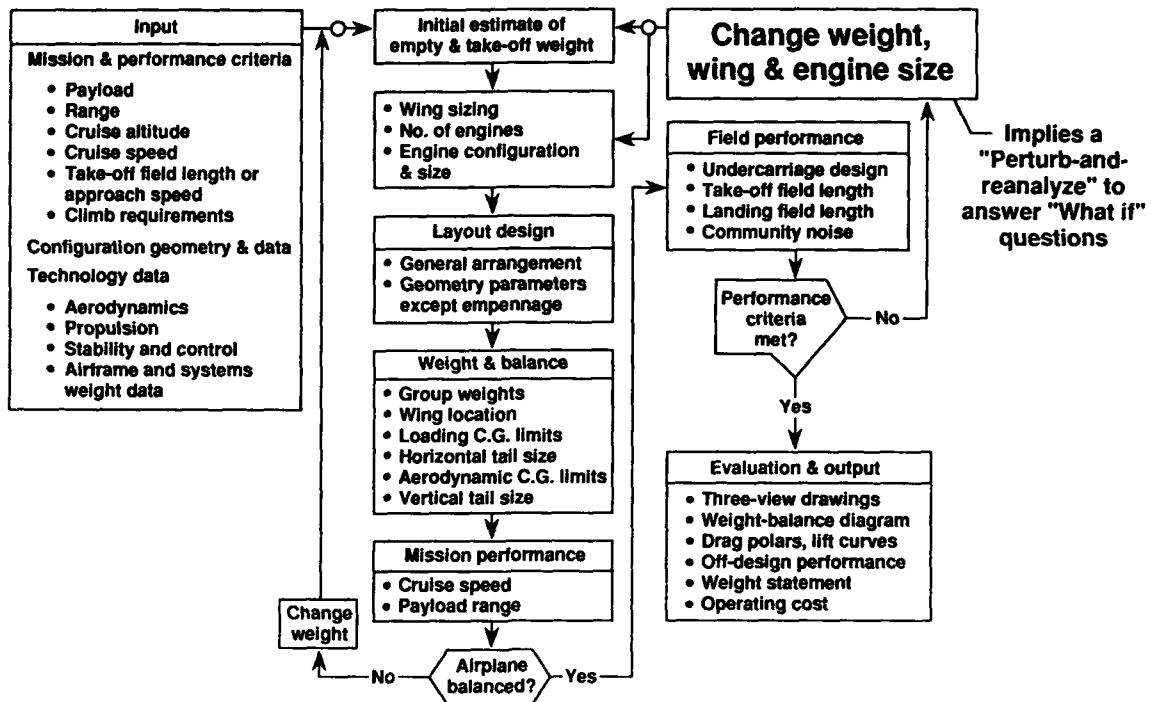 Input
Mission & performance criteria
• Payload
• Range
• Cruise altitude
• Cruise speed
• Take-off field length or
approach speed
• Climb requirements
Configuration geometry & data
Technology data
• Aerodynamics
• Propulsion
• Stability and control
• Airframe and systems
weight data
Change
weight
Initial estimate of
empty & take-off weight
• Wing sizing
• No. of engines
• Engine configuration
& size
Layout design
• General arrangement
• Geometry parameters
except empennage
Weight & balance
• Group weights
• Wing location
• Loading C.G. limits
• Horizontal tail size
• Aerodynamic C.G. limits
• Vertical tail size
Mission performance
• Cruise speed
• Payload range
Airplane
balanced?
No
Yes
Change weight,
wing & engine size
Implies a
"Perturb-and-
reanalyze" to
answer "What if"
questions
Field performance
• Undercarriage design
• Take-off field length
• Landing field length
• Community noise
Performance
criteria
met?
No
Yes
Evaluation & output
• Three-view drawings
• Weight-balance diagram
• Drag polars, lift curves
• Off-design performance
• Weight statement
• Operating cost